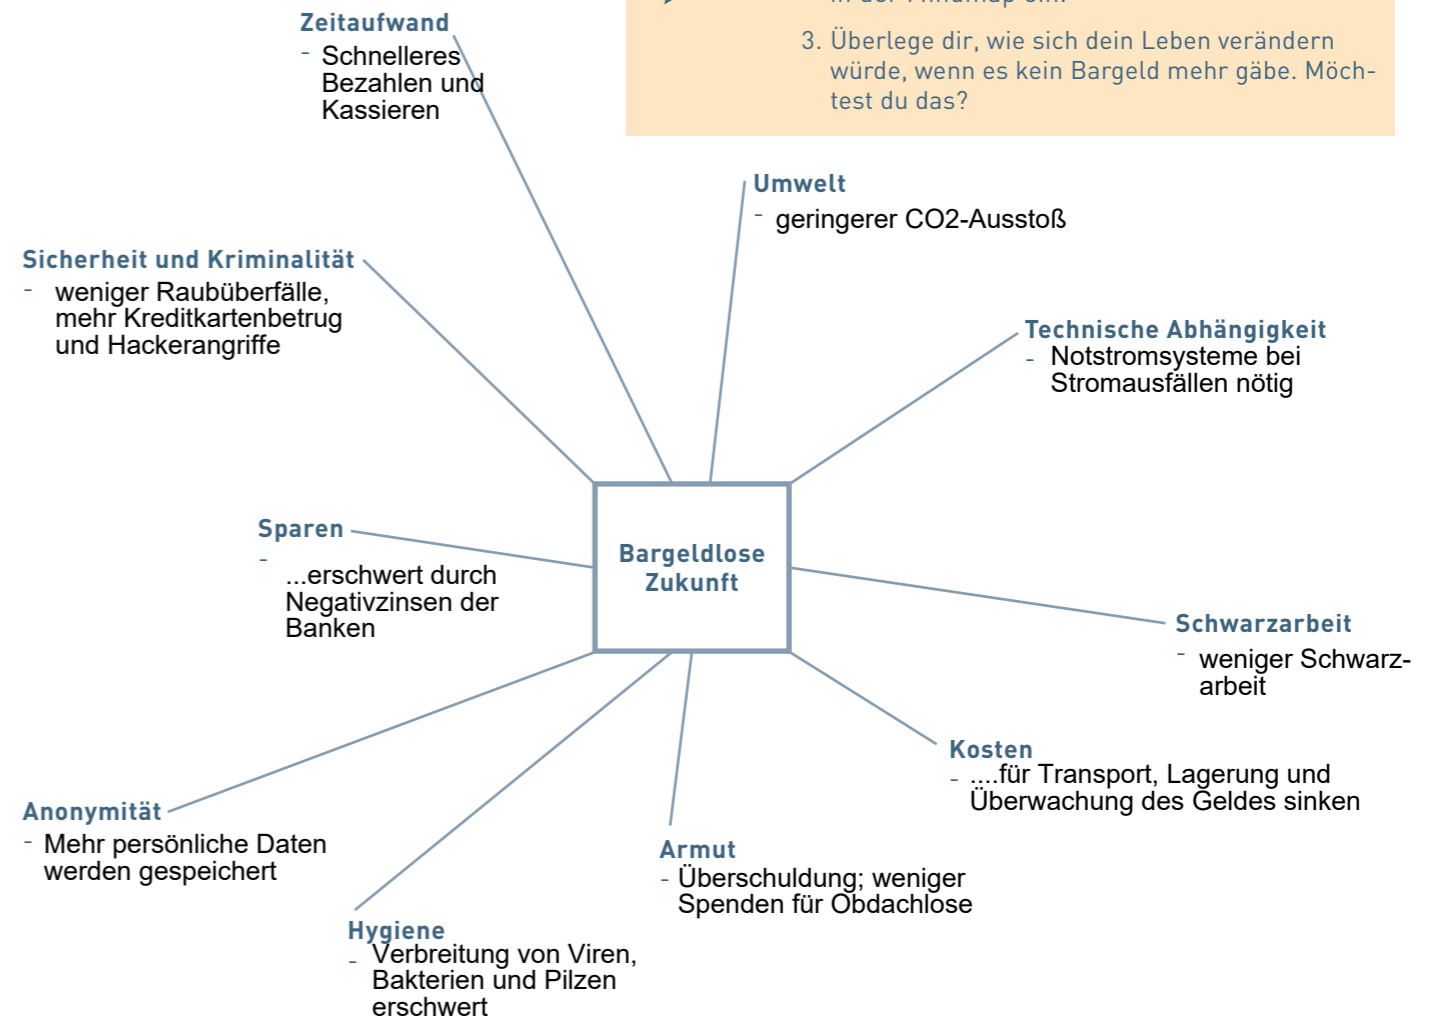 in der Mindmap ein.
3. Überlege dir, wie sich dein Leben verändern
würde, wenn es kein Bargeld mehr gäbe. Möch-
test du das?
Zeitaufwand
- Schnelleres
Bezahlen und
Kassieren
Umwelt
- geringerer CO2-Ausstoß
Sicherheit und Kriminalität
- weniger Raubüberfälle,
mehr Kreditkartenbetrug
und Hackerangriffe
Technische Abhängigkeit
- Notstromsysteme bei
Stromausfällen nötig
Sparen
- ...erschwert durch
Negativzinsen der
Banken
Bargeldlose
Zukunft
Schwarzarbeit
- weniger Schwarz-
arbeit
Kosten
- ....für Transport, Lagerung und
Überwachung des Geldes sinken
Anonymität
- Mehr persönliche Daten
werden gespeichert
Armut
- Überschuldung; weniger
Spenden für Obdachlose
Hygiene
- Verbreitung von Viren,
Bakterien und Pilzen
erschwert